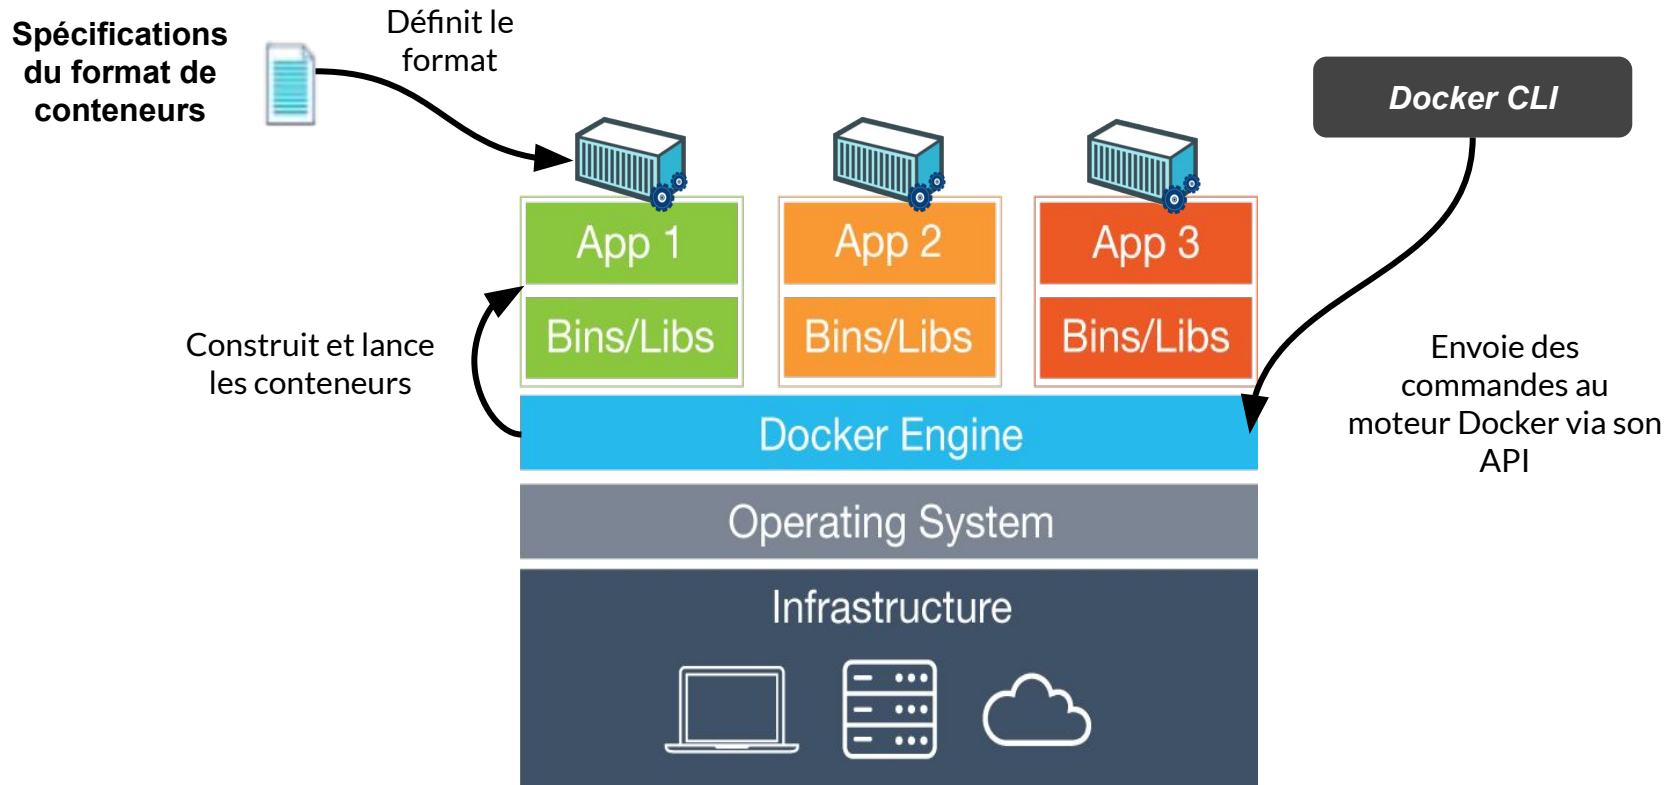 Spécifications
du format de
conteneurs
Définit le
format
Docker CLI
App 1
App 2
App 3
Bins/Libs
Bins/Libs
Bins/Libs
Construit et lance
les conteneurs
Envoie des
commandes au
moteur Docker via son
API
Docker Engine
Operating System
Infrastructure